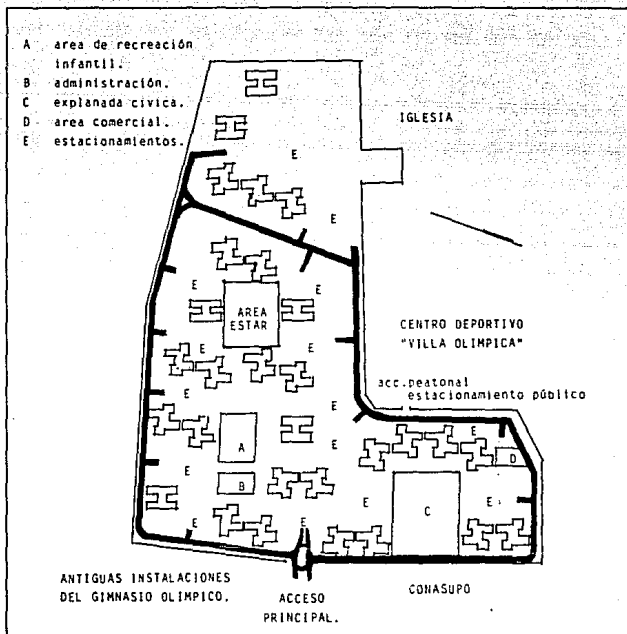 A area de recreación
infantil.
B administración.
C explanada cívica.
D area comercial.
E estacionamientos.
IGLESIA
E
E
E
E
AREA
ESTAR
CENTRO DEPORTIVO
"VILLA OLIMPICA"
E
E
acc.peatonal
estacionamiento público
E
E
E
A
E
D
E
B
E
C
E
E
E
ANTIGUAS INSTALACIONES
DEL GIMNASIO OLIMPICO.
ACCESO
PRINCIPAL.
CONASUPO